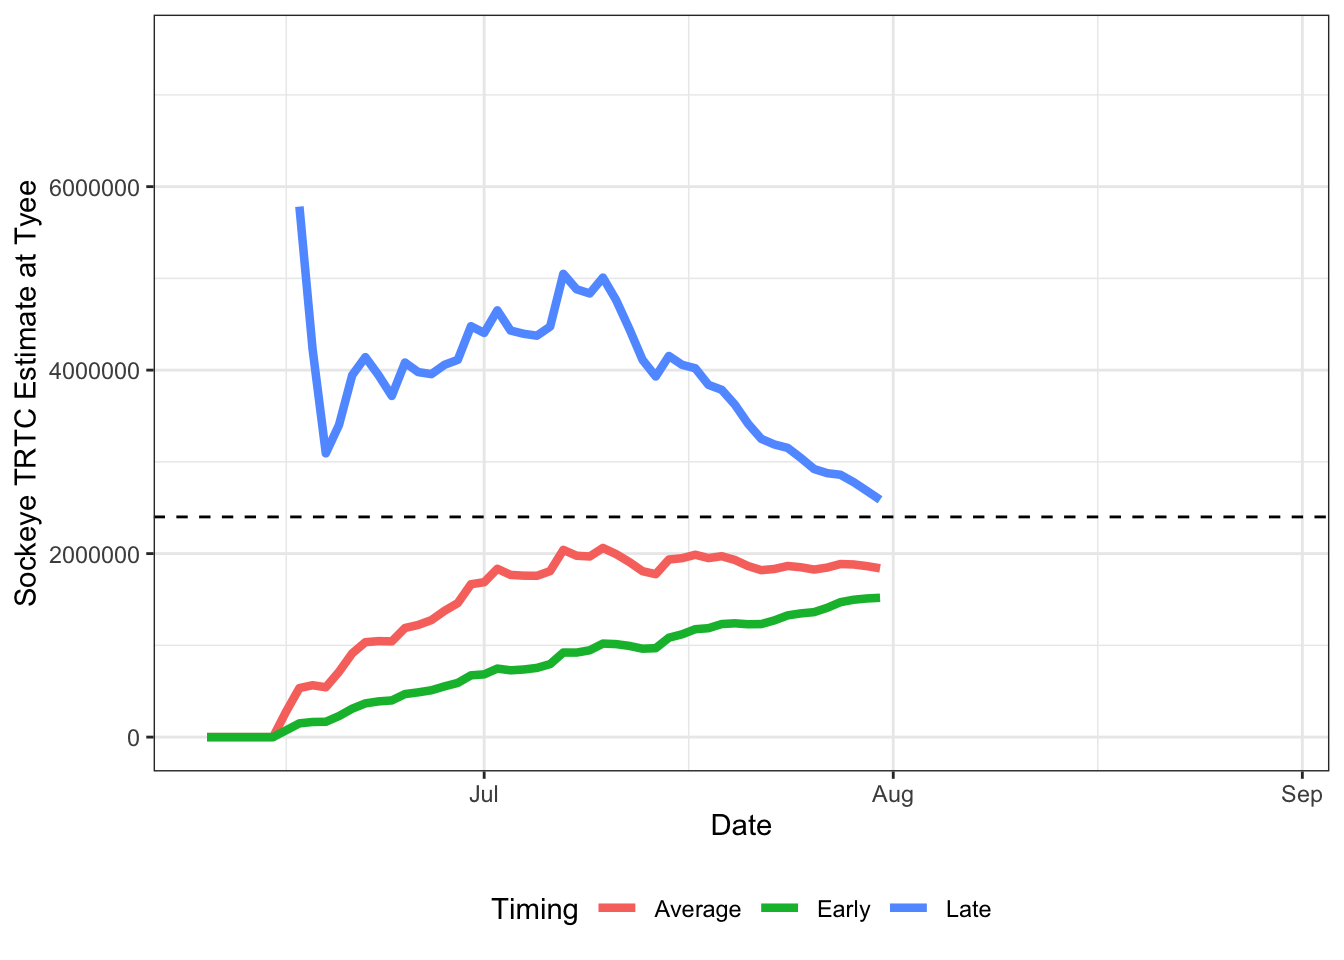 Sockeye TRTC Estimate at Tyee
6000000
4000000
2000000
0
Jul Aug Sep
Date
Timing Average Early Late